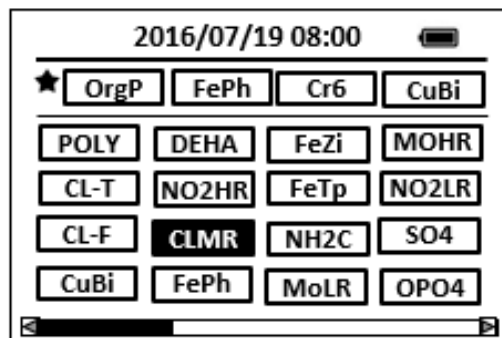 2016/07/19 08:00
OrgP FePh Cr6 CuBi
POLY DEHA FeZi MOHR
CL-T NO2HR FeTp NO2LR
CL-F CLMR NH2C SO4
CuBi FePh MoLR OPO4